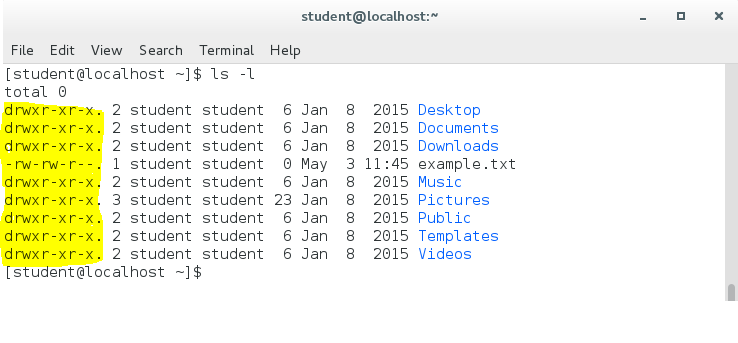 student@localhost:~
File Edit View Search Terminal Help
[student@localhost ~]$ ls -l
total 0
drwxr-xr-x. 2 student student  6 Jan  8  2015 Desktop
drwxr-xr-x. 2 student student  6 Jan  8  2015 Documents
drwxr-xr-x. 2 student student  6 Jan  8  2015 Downloads
-rw-rw-r--. 1 student student  0 May  3 11:45 example.txt
drwxr-xr-x. 2 student student  6 Jan  8  2015 Music
drwxr-xr-x. 3 student student 23 Jan  8  2015 Pictures
drwxr-xr-x. 2 student student  6 Jan  8  2015 Public
drwxr-xr-x. 2 student student  6 Jan  8  2015 Templates
drwxr-xr-x. 2 student student  6 Jan  8  2015 Videos
[student@localhost ~]$